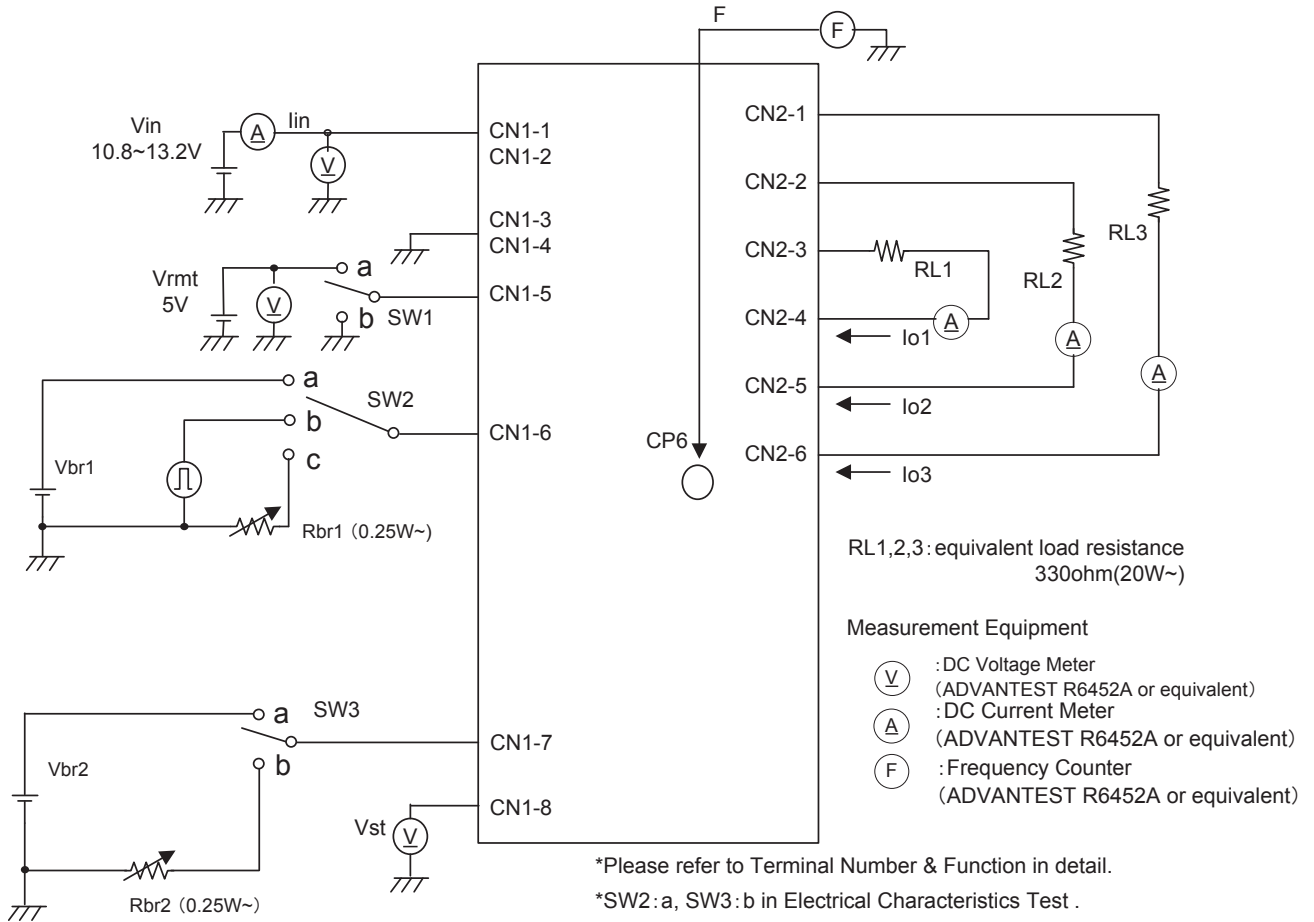 F
F
Vin
10.8~13.2V
A
Iin
V
CN1-1
CN1-2
CN1-3
CN1-4
Vrmt
5V
V
a
b
SW1
CN1-5
a
b
c
SW2
CN1-6
Vbr1
Rbr1（0.25W~）
a
b
SW3
CN1-7
Vbr2
Rbr2（0.25W~）
CN1-8
Vst
V
CP6
CN2-1
CN2-2
CN2-3
CN2-4
CN2-5
CN2-6
RL1
RL2
RL3
A
A
A
Io1
Io2
Io3
RL1,2,3：equivalent load resistance
330ohm(20W~)
Measurement Equipment
V ：DC Voltage Meter
（ADVANTEST R6452A or equivalent）
A ：DC Current Meter
（ADVANTEST R6452A or equivalent）
F ：Frequency Counter
（ADVANTEST R6452A or equivalent）
*Please refer to Terminal Number & Function in detail.
*SW2：a, SW3：b in Electrical Characteristics Test .